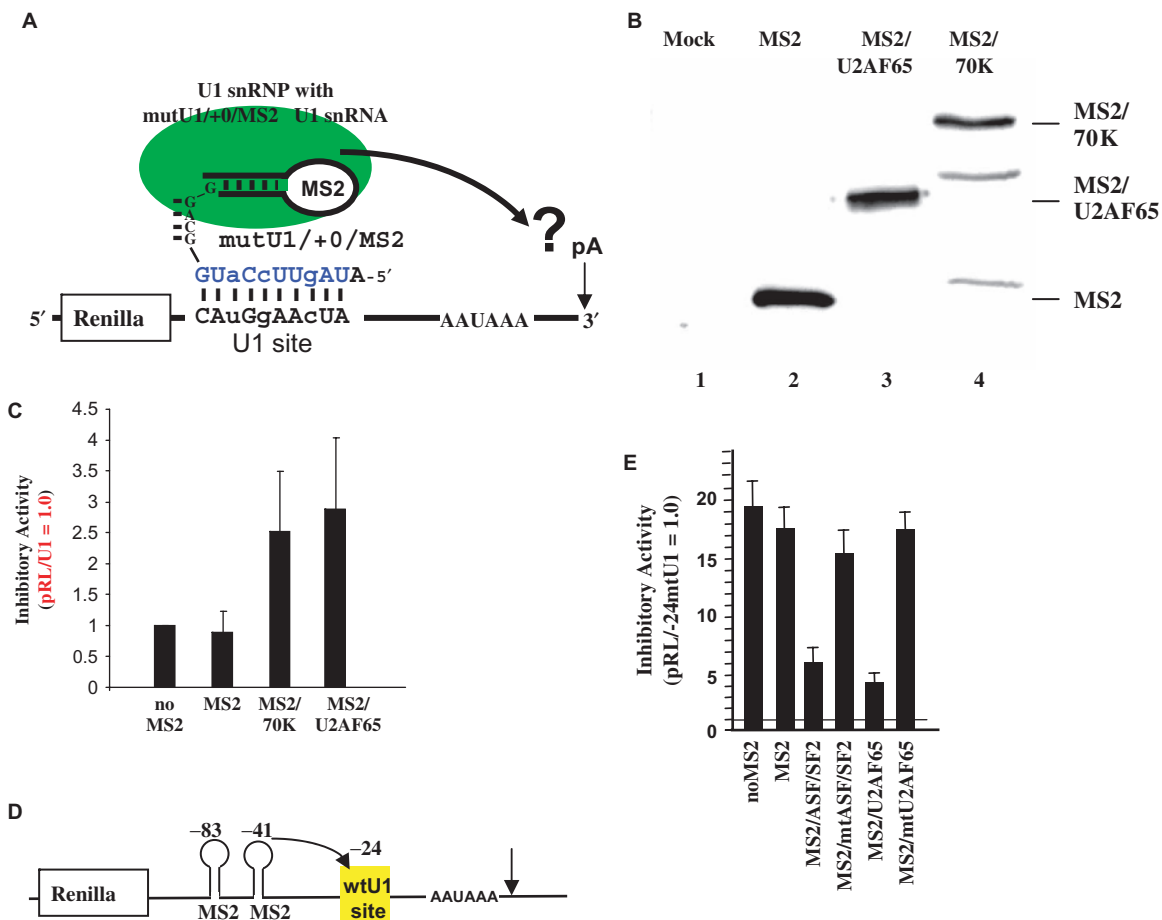 A
U1 snRNP with
mutU1/+0/MS2 U1 snRNA
MS2
G
G
A
C
G
mutU1/+0/MS2
?
pA
GUaCcUUgAUA-5′
5′ Renilla CAuGgAAcUA AAUAAA 3′
U1 site
B
Mock MS2 MS2/U2AF65 MS2/70K
MS2/70K
MS2/U2AF65
MS2
1 2 3 4
C
Inhibitory Activity
(pRL/U1 = 1.0)
4.5
4
3.5
3
2.5
2
1.5
1
0.5
0
no MS2
MS2
MS2/70K
MS2/U2AF65
D
−83 −41 −24
Renilla
MS2 MS2
wtU1 site
AAUAAA
E
Inhibitory Activity
(pRL/-24mtU1 = 1.0)
20
15
10
5
0
noMS2
MS2
MS2/ASF/SF2
MS2/mtASF/SF2
MS2/U2AF65
MS2/mtU2AF65